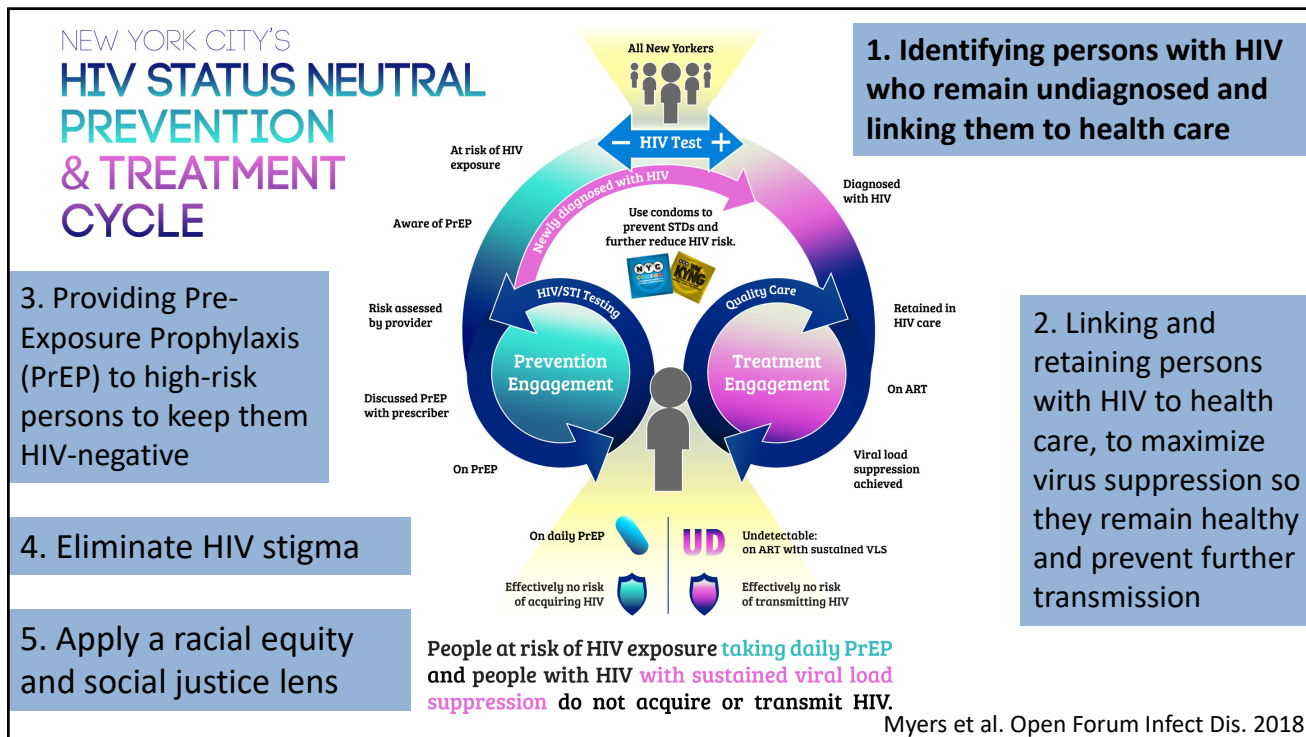 NEW YORK CITY'S
HIV STATUS NEUTRAL
PREVENTION
& TREATMENT
CYCLE
All New Yorkers
– HIV Test +
1. Identifying persons with HIV
who remain undiagnosed and
linking them to health care
At risk of HIV
exposure
Aware of PrEP
Risk assessed
by provider
Discussed PrEP
with prescriber
On PrEP
Newly diagnosed with HIV
Use condoms to
prevent STDs and
further reduce HIV risk.
NYC
KYNG
HIV/STI Testing
Prevention
Engagement
Quality Care
Treatment
Engagement
Diagnosed
with HIV
Retained in
HIV care
On ART
Viral load
suppression
achieved
3. Providing Pre-
Exposure Prophylaxis
(PrEP) to high-risk
persons to keep them
HIV-negative
2. Linking and
retaining persons
with HIV to health
care, to maximize
virus suppression so
they remain healthy
and prevent further
transmission
4. Eliminate HIV stigma
5. Apply a racial equity
and social justice lens
On daily PrEP
UD
Undetectable:
on ART with sustained VLS
Effectively no risk
of acquiring HIV
Effectively no risk
of transmitting HIV
People at risk of HIV exposure taking daily PrEP
and people with HIV with sustained viral load
suppression do not acquire or transmit HIV.
Myers et al. Open Forum Infect Dis. 2018